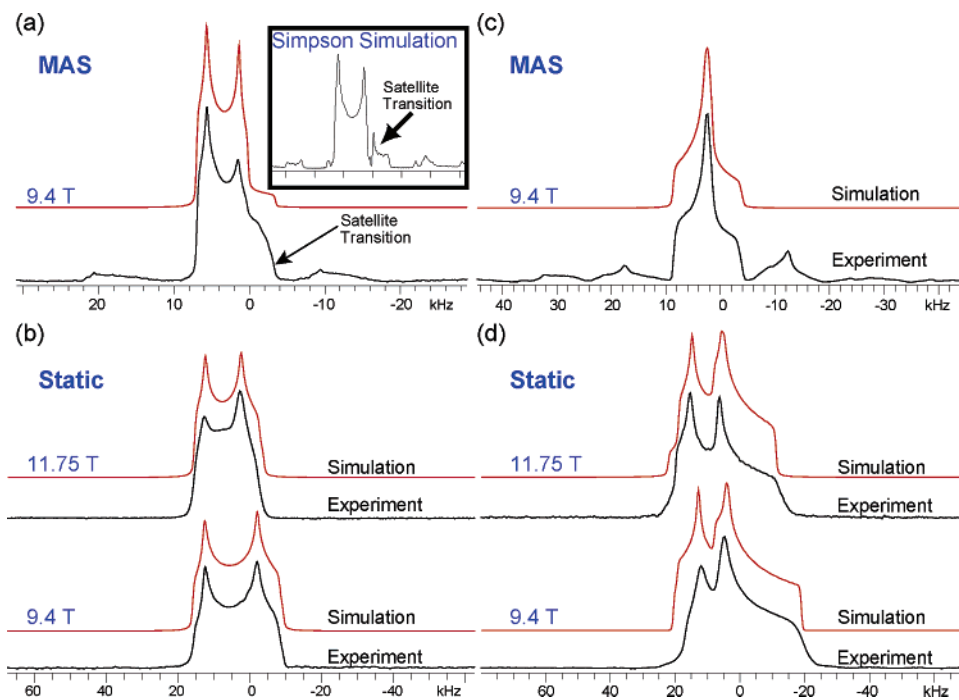 (a)
MAS
9.4 T
Simpson Simulation
Satellite
Transition
Satellite
Transition
20 10 0 -10 -20 kHz
(c)
MAS
9.4 T
Simulation
Experiment
40 30 20 10 0 -10 -20 -30 kHz
(b)
Static
11.75 T
Simulation
Experiment
9.4 T
Simulation
Experiment
60 40 20 0 -20 -40 kHz
(d)
Static
11.75 T
Simulation
Experiment
9.4 T
Simulation
Experiment
60 40 20 0 -20 -40 kHz